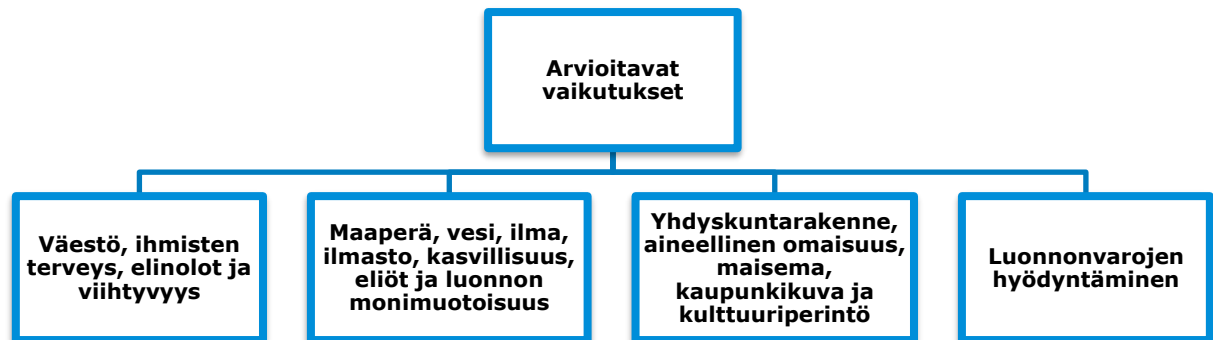 Arvioitavat
vaikutukset
Väestö, ihmisten
terveys, elinolot ja
viihtyvyys
Maaperä, vesi, ilma,
ilmasto, kasvillisuus,
eliöt ja luonnon
monimuotoisuus
Yhdyskuntarakenne,
aineellinen omaisuus,
maisema,
kaupunkikuva ja
kulttuuriperintö
Luonnonvarojen
hyödyntäminen